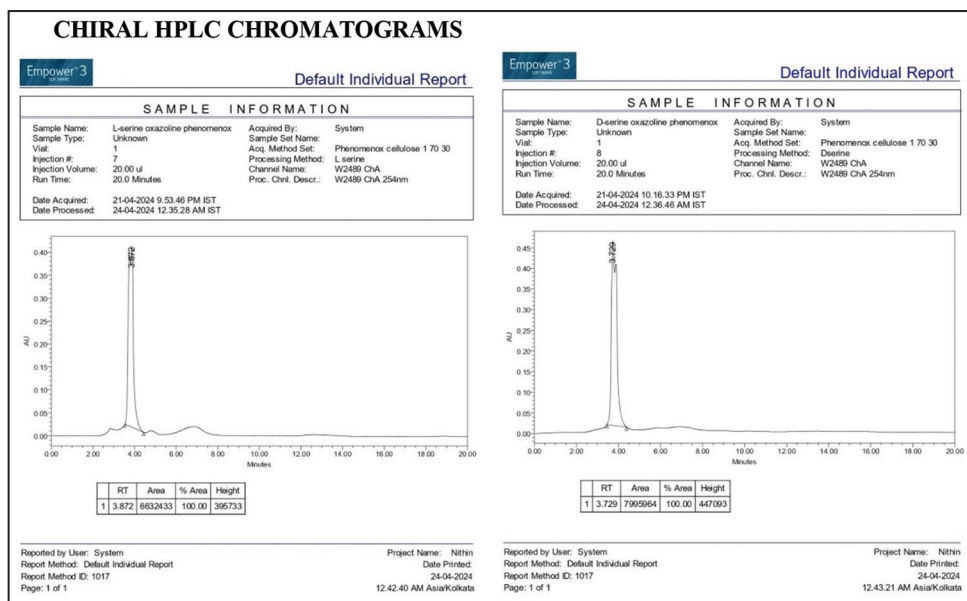 CHIRAL HPLC CHROMATOGRAMS
Empower™3
SOFTWARE
Default Individual Report
SAMPLE INFORMATION
Sample Name: L-serine oxazoline phenomenox
Sample Type: Unknown
Vial: 1
Injection #: 7
Injection Volume: 20.00 ul
Run Time: 20.0 Minutes
Acquired By: System
Sample Set Name:
Acq. Method Set: Phenomenox cellulose 1 70 30
Processing Method: L serine
Channel Name: W2489 ChA
Proc. Chnl. Descr.: W2489 ChA 254nm
Date Acquired: 21-04-2024 9.53.46 PM IST
Date Processed: 24-04-2024 12.35.28 AM IST
3.872
AU
0.40
0.35
0.30
0.25
0.20
0.15
0.10
0.05
0.00
0.00 2.00 4.00 6.00 8.00 10.00 12.00 14.00 16.00 18.00 20.00
Minutes
RT Area % Area Height
1 3.872 6632433 100.00 395733
Reported by User: System
Report Method: Default Individual Report
Report Method ID: 1017
Page: 1 of 1
Project Name: Nithin
Date Printed:
24-04-2024
12.42.40 AM Asia/Kolkata
Empower™3
SOFTWARE
Default Individual Report
SAMPLE INFORMATION
Sample Name: D-serine oxazoline phenomenox
Sample Type: Unknown
Vial: 1
Injection #: 8
Injection Volume: 20.00 ul
Run Time: 20.0 Minutes
Acquired By: System
Sample Set Name:
Acq. Method Set: Phenomenox cellulose 1 70 30
Processing Method: Dserine
Channel Name: W2489 ChA
Proc. Chnl. Descr.: W2489 ChA 254nm
Date Acquired: 21-04-2024 10.16.33 PM IST
Date Processed: 24-04-2024 12.36.46 AM IST
3.729
AU
0.45
0.40
0.35
0.30
0.25
0.20
0.15
0.10
0.05
0.00
0.00 2.00 4.00 6.00 8.00 10.00 12.00 14.00 16.00 18.00 20.00
Minutes
RT Area % Area Height
1 3.729 7995964 100.00 447093
Reported by User: System
Report Method: Default Individual Report
Report Method ID: 1017
Page: 1 of 1
Project Name: Nithin
Date Printed:
24-04-2024
12.43.21 AM Asia/Kolkata